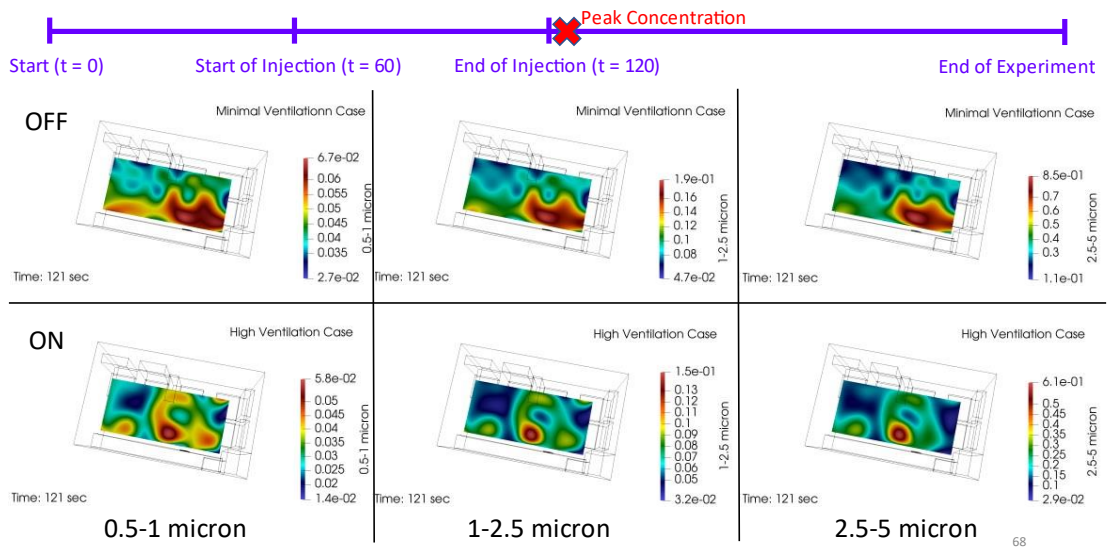 Peak Concentration
Start (t = 0)
Start of Injection (t = 60)
End of Injection (t = 120)
End of Experiment
OFF
Minimal Ventilationn Case
6.7e-02
0.06
0.055
0.05
0.045
0.04
0.035
2.7e-02
0.5-1 micron
Time: 121 sec
Minimal Ventilationn Case
1.9e-01
0.16
0.14
0.12
0.1
0.08
4.7e-02
1-2.5 micron
Time: 121 sec
Minimal Ventilationn Case
8.5e-01
0.7
0.6
0.5
0.4
0.3
1.1e-01
2.5-5 micron
Time: 121 sec
ON
High Ventilation Case
5.8e-02
0.05
0.045
0.04
0.035
0.03
0.025
0.02
1.4e-02
0.5-1 micron
Time: 121 sec
High Ventilation Case
1.5e-01
0.13
0.12
0.11
0.1
0.09
0.08
0.07
0.06
0.05
3.2e-02
1-2.5 micron
Time: 121 sec
High Ventilation Case
6.1e-01
0.5
0.45
0.4
0.35
0.3
0.25
0.2
0.15
0.1
2.9e-02
2.5-5 micron
Time: 121 sec
0.5-1 micron
1-2.5 micron
2.5-5 micron
68